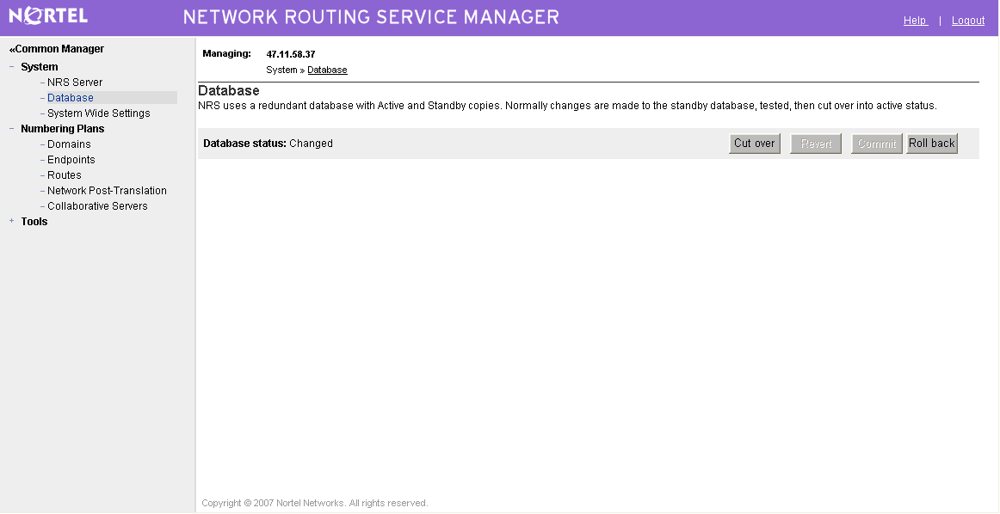 NORTEL NETWORK ROUTING SERVICE MANAGER
Help | Logout
«Common Manager
− System
− NRS Server
− Database
− System Wide Settings
− Numbering Plans
− Domains
− Endpoints
− Routes
− Network Post-Translation
− Collaborative Servers
+ Tools
Managing: 47.11.58.37
System » Database
Database
NRS uses a redundant database with Active and Standby copies. Normally changes are made to the standby database, tested, then cut over into active status.
Database status: Changed Cut over Revert Commit Roll back
Copyright © 2007 Nortel Networks. All rights reserved.